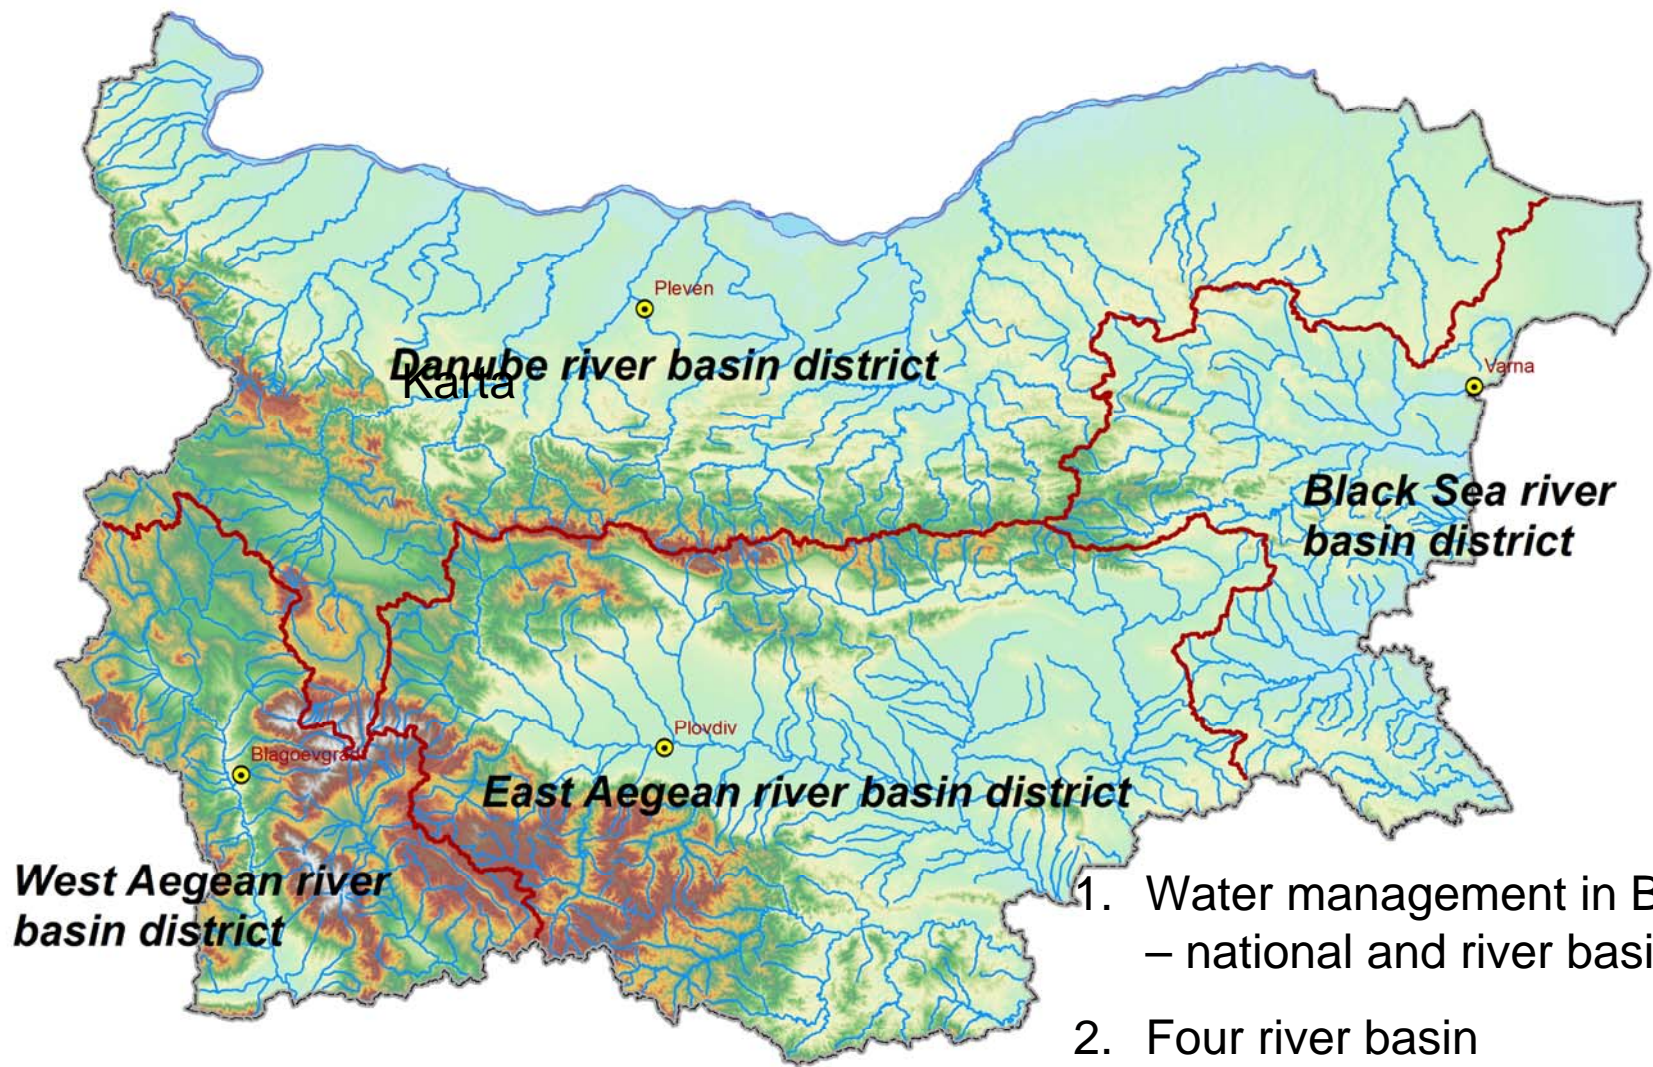 Pleven
Danube river basin district
Karta
Varna
Black Sea river
basin district
Plovdiv
Blagoevgrad
East Aegean river basin district
West Aegean river
basin district
1. Water management in B
– national and river basi
2. Four river basin